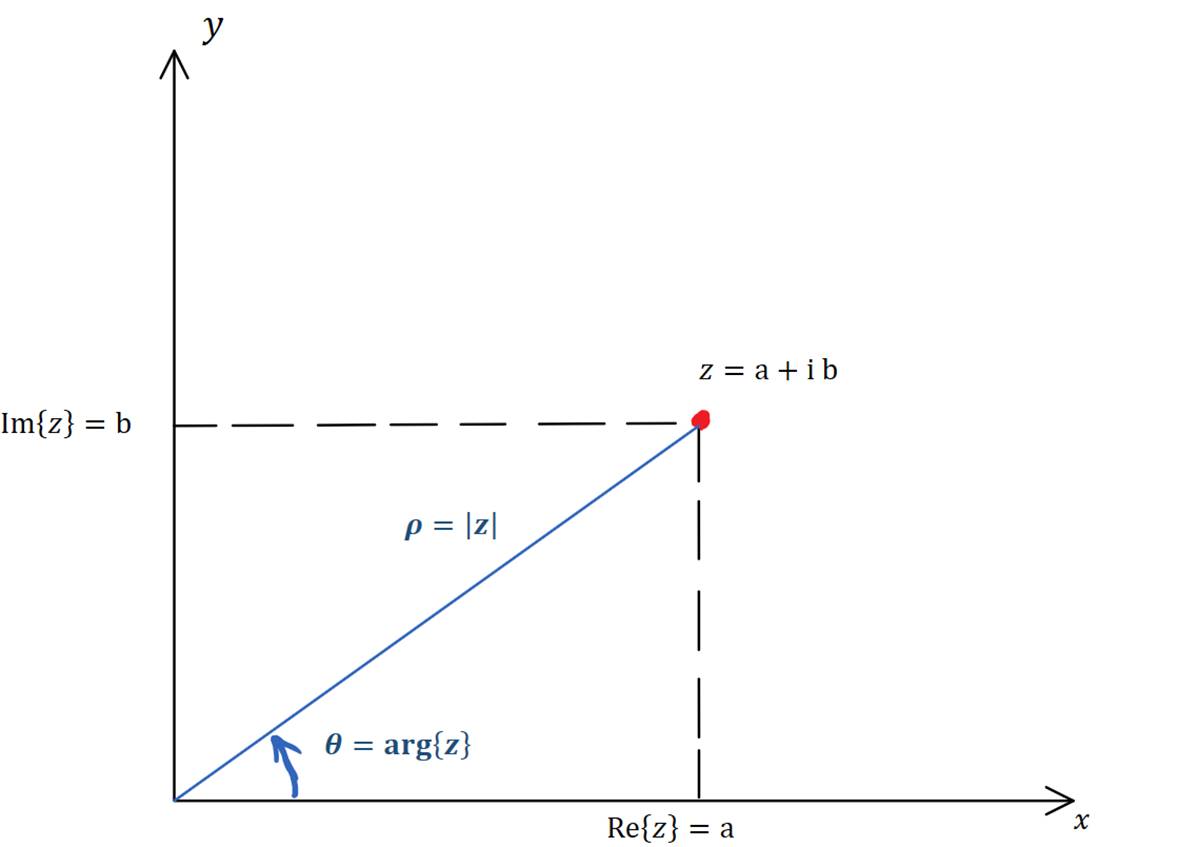 y
z = a + i b
Im{z} = b
ρ = |z|
θ = arg{z}
x
Re{z} = a